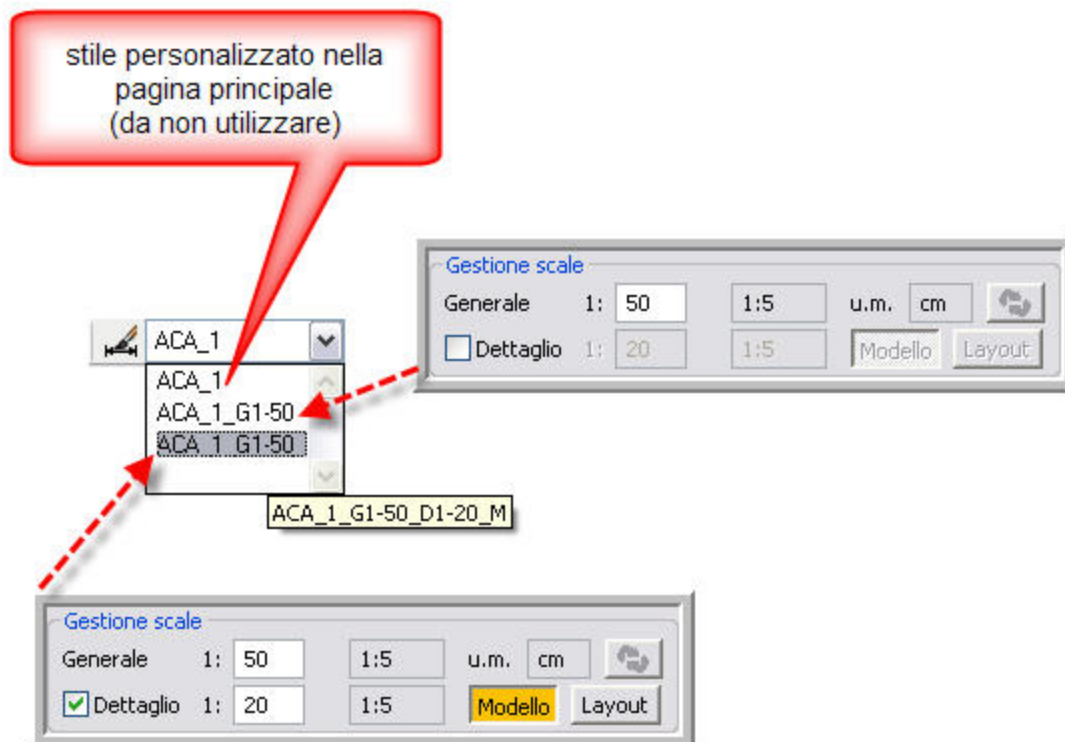 stile personalizzato nella
pagina principale
(da non utilizzare)
Gestione scale
Generale 1: 50 1:5 u.m. cm
Dettaglio 1: 20 1:5 Modello Layout
ACA_1
ACA_1
ACA_1_G1-50
ACA_1_G1-50
ACA_1_G1-50_D1-20_M
Gestione scale
Generale 1: 50 1:5 u.m. cm
Dettaglio 1: 20 1:5 Modello Layout